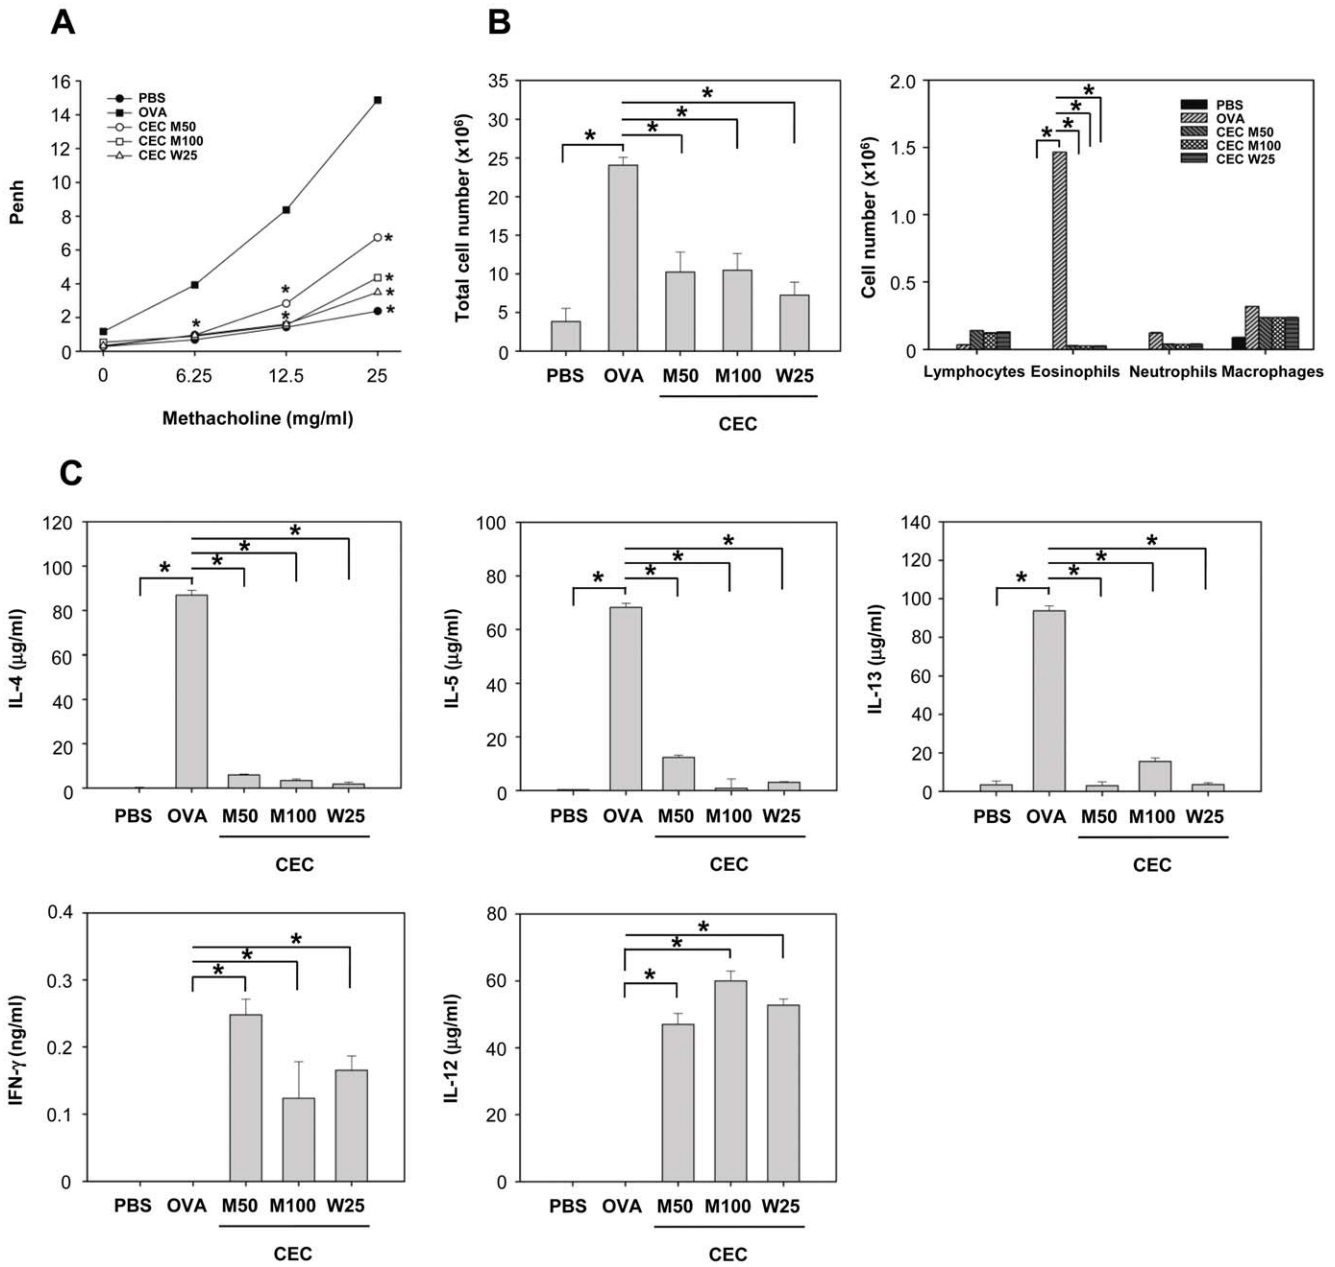 A
16
14
12
10
8
6
4
2
0
Penh
PBS
OVA
CEC M50
CEC M100
CEC W25
*
*
*
*
*
*
*
0 6.25 12.5 25
Methacholine (mg/ml)
B
35
30
25
20
15
10
5
0
Total cell number (x10⁶)
*
*
*
*
PBS OVA M50 M100 W25
CEC
2.0
1.5
1.0
0.5
0
Cell number (x10⁶)
*
*
*
*
PBS
OVA
CEC M50
CEC M100
CEC W25
Lymphocytes Eosinophils Neutrophils Macrophages
C
120
100
80
60
40
20
0
IL-4 (μg/ml)
*
*
*
*
PBS OVA M50 M100 W25
CEC
100
80
60
40
20
0
IL-5 (μg/ml)
*
*
*
*
PBS OVA M50 M100 W25
CEC
140
120
100
80
60
40
20
0
IL-13 (μg/ml)
*
*
*
*
PBS OVA M50 M100 W25
CEC
0.4
0.3
0.2
0.1
0
IFN-γ (ng/ml)
*
*
*
PBS OVA M50 M100 W25
CEC
80
60
40
20
0
IL-12 (μg/ml)
*
*
*
PBS OVA M50 M100 W25
CEC